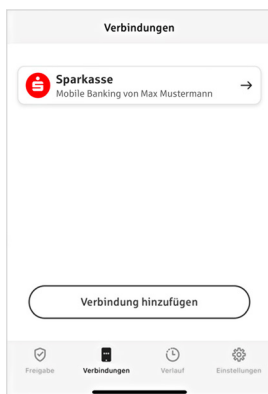 Verbindungen
Sparkasse
Mobile Banking von Max Mustermann
Verbindung hinzufügen
Freigabe Verbindungen Verlauf Einstellungen